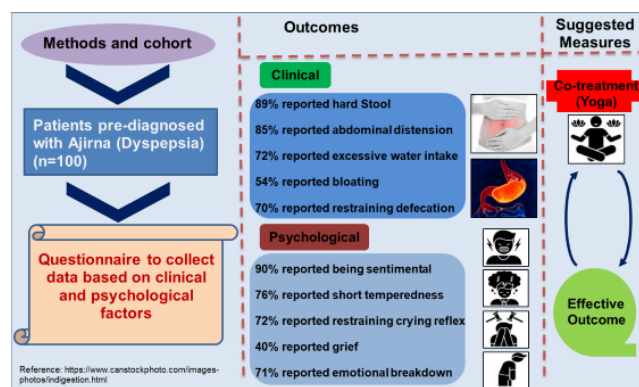 Methods and cohort
Patients pre-diagnosed
with Ajirna (Dyspepsia)
(n=100)
Questionnaire to collect
data based on clinical
and psychological
factors
Reference: https://www.canstockphoto.com/images-
photos/indigestion.html
Outcomes
Clinical
89% reported hard Stool
85% reported abdominal distension
72% reported excessive water intake
54% reported bloating
70% reported restraining defecation
Psychological
90% reported being sentimental
76% reported short temperedness
72% reported restraining crying reflex
40% reported grief
71% reported emotional breakdown
Suggested
Measures
Co-treatment
(Yoga)
Effective
Outcome